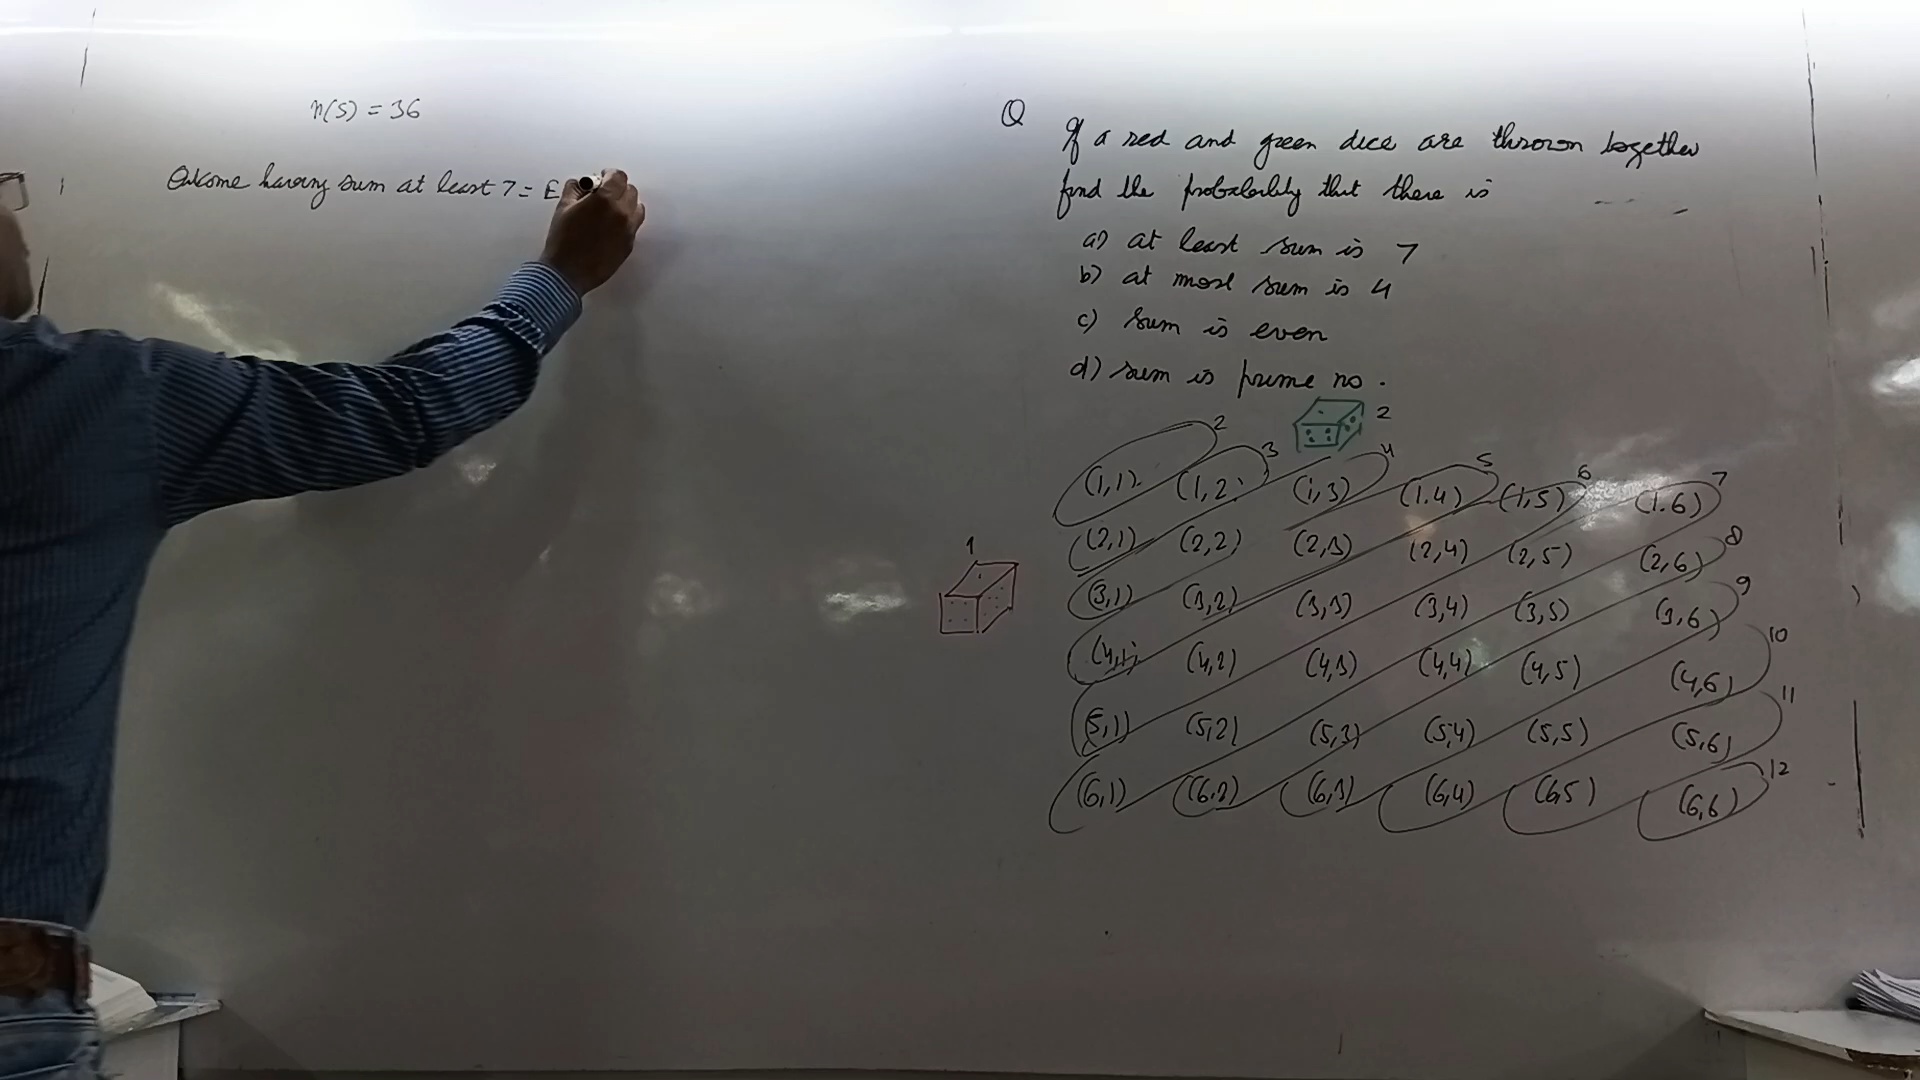 n(S) = 36
Outcome having sum at least 7 = E
Q
If a red and green dice are thrown together
find the probability that there is
a) at least sum is 7
b) at most sum is 4
c) sum is even
d) sum is prime no.
2
2 3 4 5 6 7
(1,1) (1,2) (1,3) (1.4) (1,5) (1.6)
8
(2,1) (2,2) (2,3) (2,4) (2,5) (2,6)
1
9
(3,1) (3,2) (3,3) (3,4) (3,5) (3,6)
10
(4,1) (4,2) (4,3) (4,4) (4,5) (4,6)
11
(5,1) (5,2) (5,3) (5,4) (5,5) (5,6)
12
(6,1) (6,2) (6,3) (6,4) (6,5) (6,6)